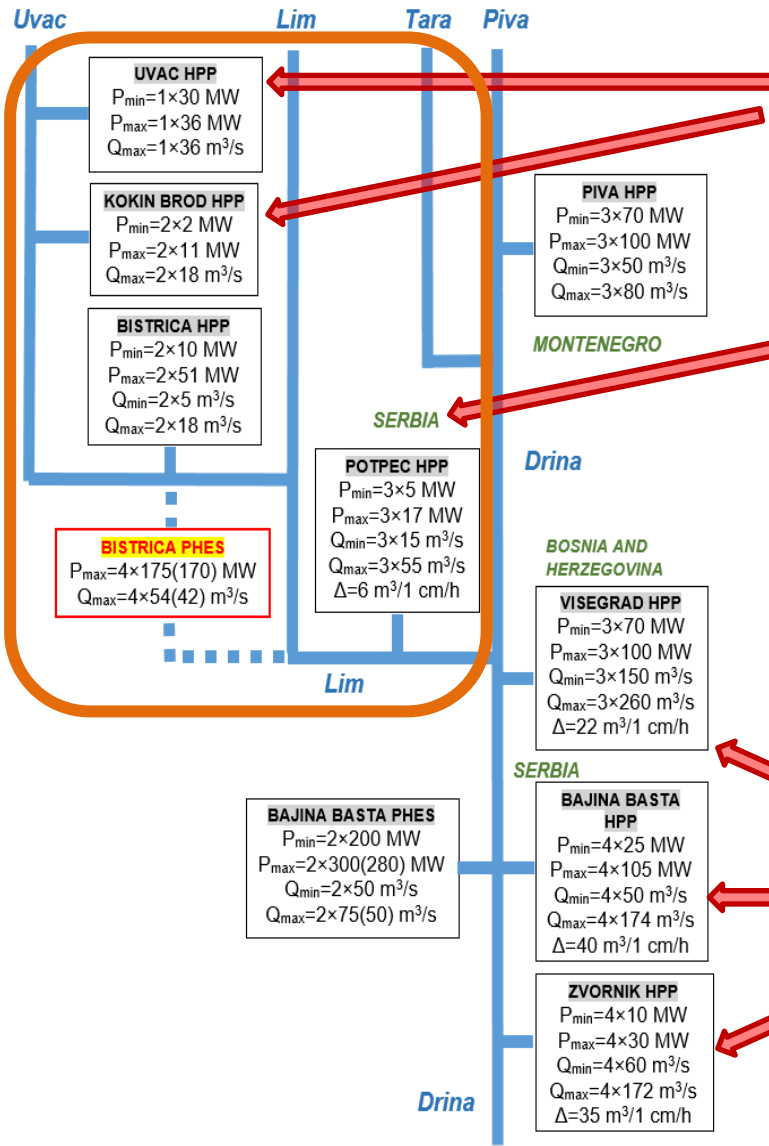 Uvac
Lim
Tara
Piva
UVAC HPP
Pmin=1×30 MW
Pmax=1×36 MW
Qmax=1×36 m³/s
KOKIN BROD HPP
Pmin=2×2 MW
Pmax=2×11 MW
Qmax=2×18 m³/s
PIVA HPP
Pmin=3×70 MW
Pmax=3×100 MW
Qmin=3×50 m³/s
Qmax=3×80 m³/s
BISTRICA HPP
Pmin=2×10 MW
Pmax=2×51 MW
Qmin=2×5 m³/s
Qmax=2×18 m³/s
MONTENEGRO
SERBIA
Drina
POTPEC HPP
Pmin=3×5 MW
Pmax=3×17 MW
Qmin=3×15 m³/s
Qmax=3×55 m³/s
Δ=6 m³/1 cm/h
BISTRICA PHES
Pmax=4×175(170) MW
Qmax=4×54(42) m³/s
BOSNIA AND
HERZEGOVINA
VISEGRAD HPP
Pmin=3×70 MW
Pmax=3×100 MW
Qmin=3×150 m³/s
Qmax=3×260 m³/s
Δ=22 m³/1 cm/h
Lim
SERBIA
BAJINA BASTA PHES
Pmin=2×200 MW
Pmax=2×300(280) MW
Qmin=2×50 m³/s
Qmax=2×75(50) m³/s
BAJINA BASTA
HPP
Pmin=4×25 MW
Pmax=4×105 MW
Qmin=4×50 m³/s
Qmax=4×174 m³/s
Δ=40 m³/1 cm/h
ZVORNIK HPP
Pmin=4×10 MW
Pmax=4×30 MW
Qmin=4×60 m³/s
Qmax=4×172 m³/s
Δ=35 m³/1 cm/h
Drina